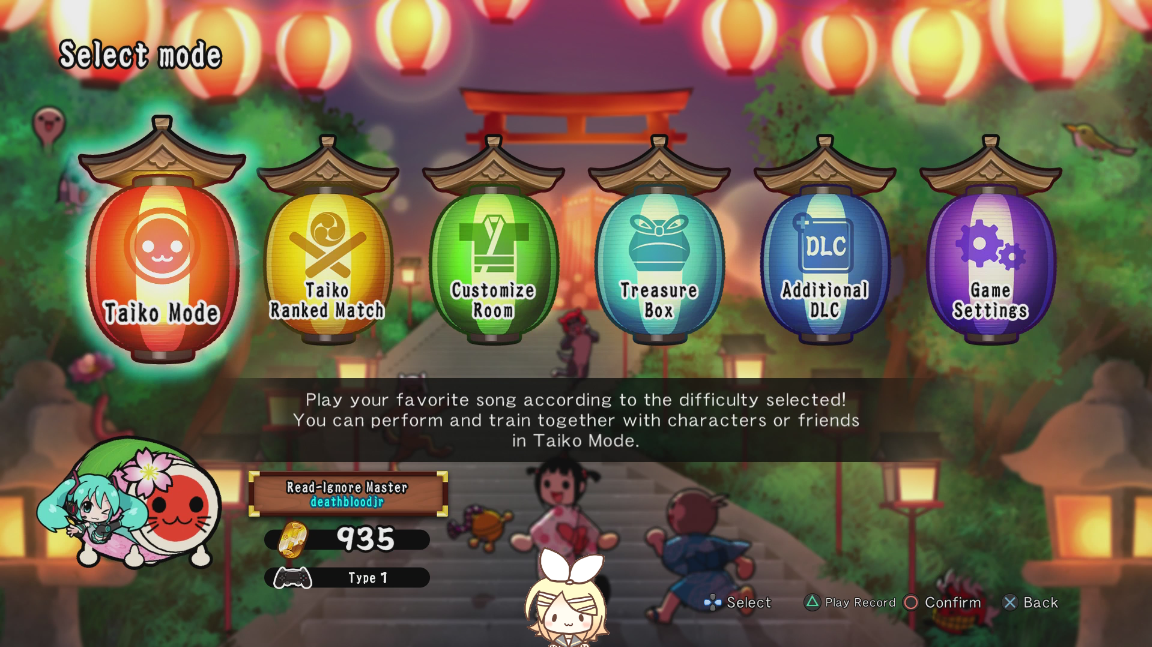 Select mode
Taiko Mode
Taiko
Ranked Match
Customize
Room
Treasure
Box
DLC
Additional
DLC
Game
Settings
Play your favorite song according to the difficulty selected!
You can perform and train together with characters or friends
in Taiko Mode.
Read-Ignore Master
deathbloodjr
935
Type 1
Select
Play Record
Confirm
Back